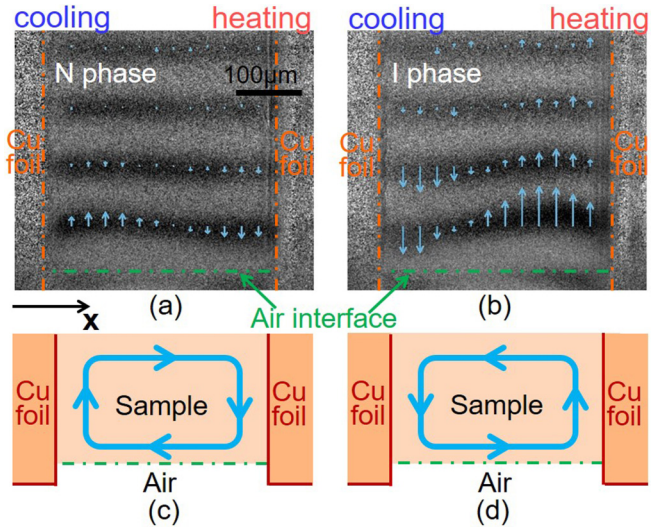 cooling heating cooling heating
N phase I phase
100μm
Cu foil Cu foil Cu foil Cu foil
x (a) Air interface (b)
Cu foil Sample Cu foil Cu foil Sample Cu foil
Air Air
(c) (d)